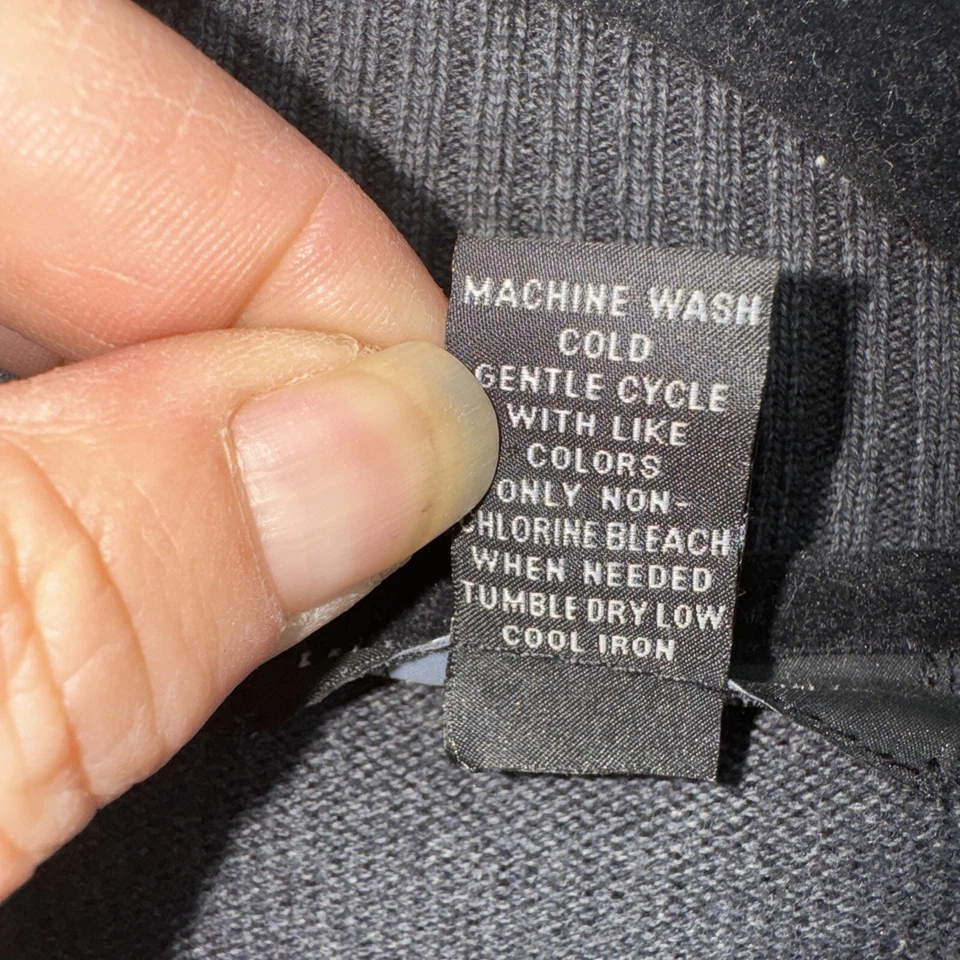 MACHINE WASH
COLD
GENTLE CYCLE
WITH LIKE
COLORS
ONLY NON-
CHLORINE BLEACH
WHEN NEEDED
TUMBLE DRY LOW
COOL IRON